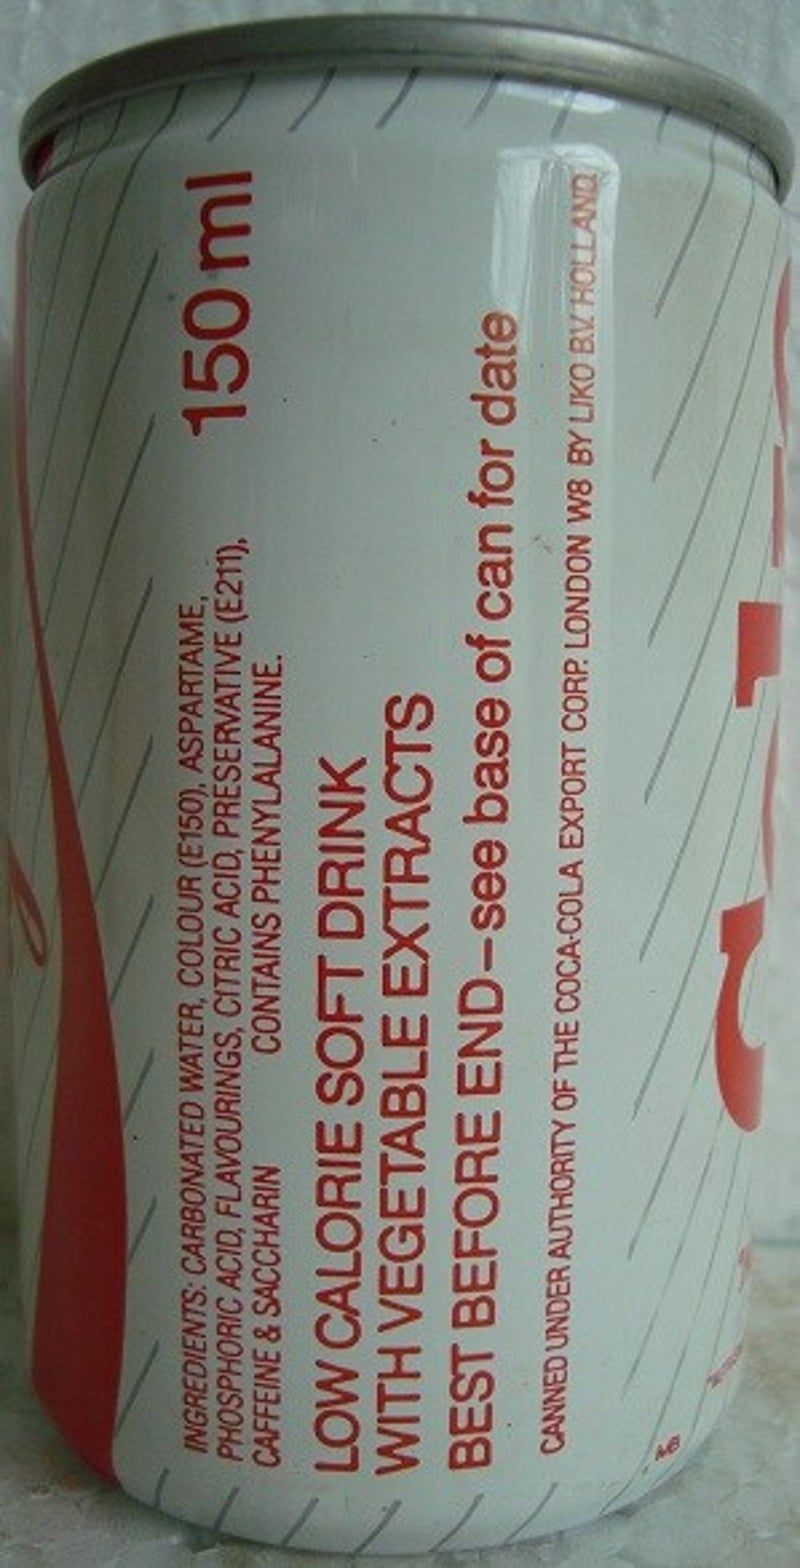 INGREDIENTS: CARBONATED WATER, COLOUR (E150), ASPARTAME,
PHOSPHORIC ACID, FLAVOURINGS, CITRIC ACID, PRESERVATIVE (E211),
CAFFEINE & SACCHARIN CONTAINS PHENYLALANINE.
150 ml
LOW CALORIE SOFT DRINK
WITH VEGETABLE EXTRACTS
BEST BEFORE END–see base of can for date
CANNED UNDER AUTHORITY OF THE COCA-COLA EXPORT CORP. LONDON W8 BY LIKO B.V. HOLLAND